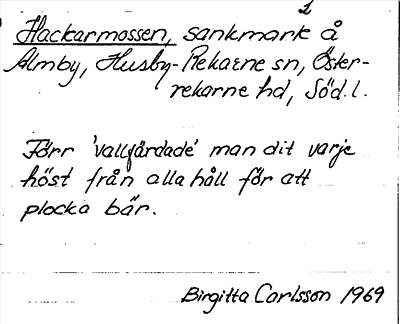 1
Hackarmossen, sankmark å
Almby, Husby-Rekarne sn, Öster-
rekarne hd, Söd.l.
Förr 'vallfärdade' man dit varje
höst från alla håll för att
plocka bär.
Birgitta Carlsson 1969